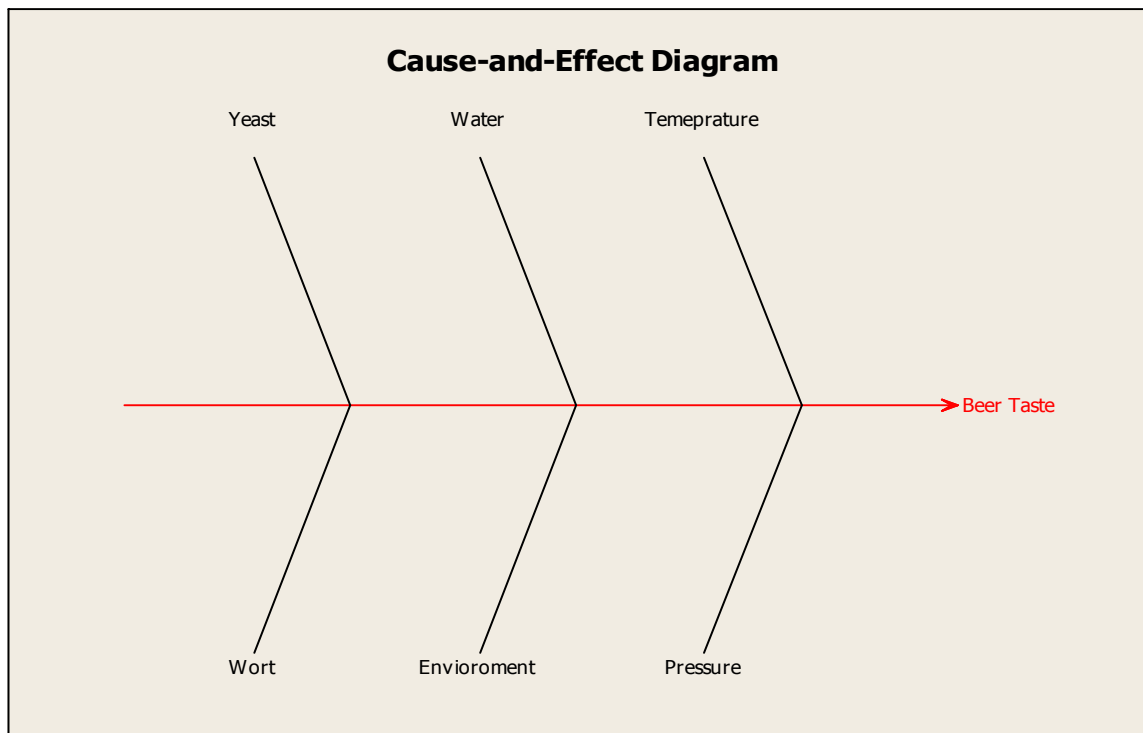 Cause-and-Effect Diagram
Yeast Water Temeprature
Beer Taste
Wort Envioroment Pressure